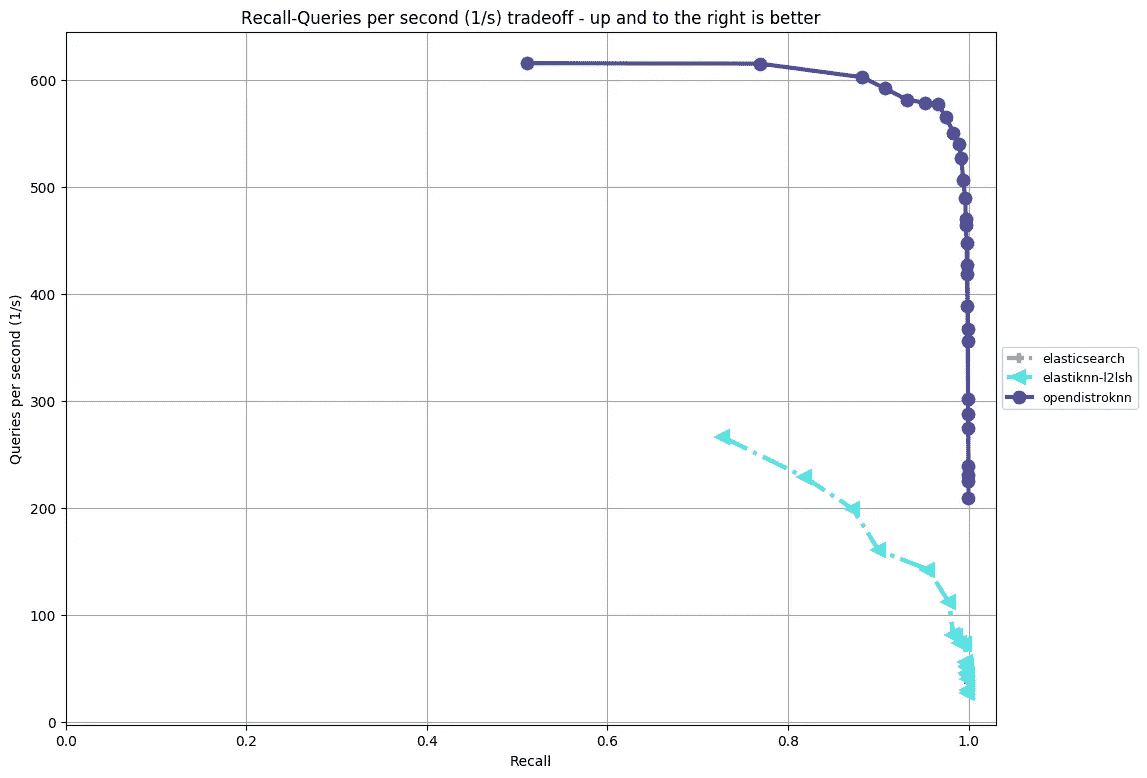 Recall-Queries per second (1/s) tradeoff - up and to the right is better
Queries per second (1/s)
600
500
400
300
200
100
0
0.0 0.2 0.4 0.6 0.8 1.0
Recall
elasticsearch
elastiknn-l2lsh
opendistroknn